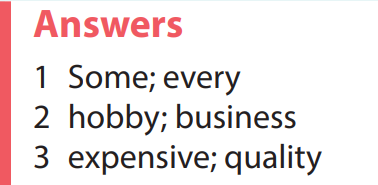 Answers
1 Some; every
2 hobby; business
3 expensive; quality